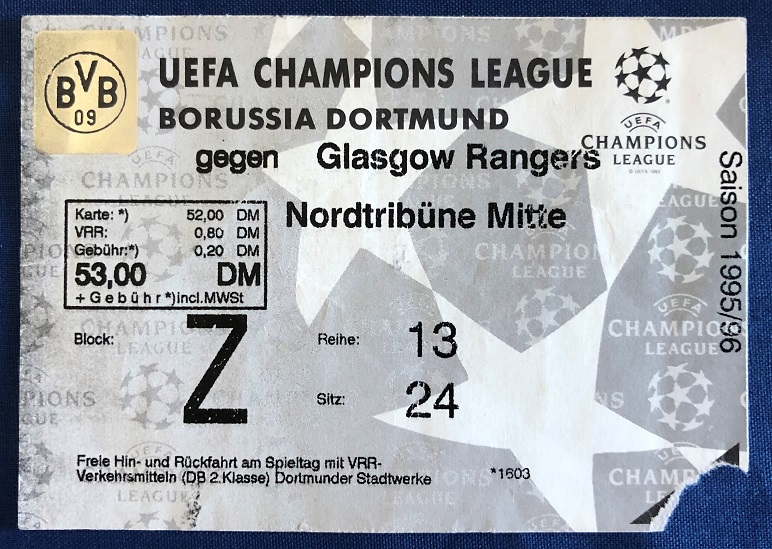 BVB 09
UEFA CHAMPIONS LEAGUE
BORUSSIA DORTMUND
gegen Glasgow Rangers
UEFA
CHAMPIONS
LEAGUE
© UEFA 1992
Nordtribüne Mitte
Saison 1995/96
Karte: *) 52,00 DM
VRR: 0,80 DM
Gebühr:*) 0,20 DM
53,00 DM
+Gebühr*)incl.MWSt
Block: Z
Reihe: 13
Sitz: 24
Freie Hin- und Rückfahrt am Spieltag mit VRR-
Verkehrsmitteln (DB 2.Klasse) Dortmunder Stadtwerke
*1603